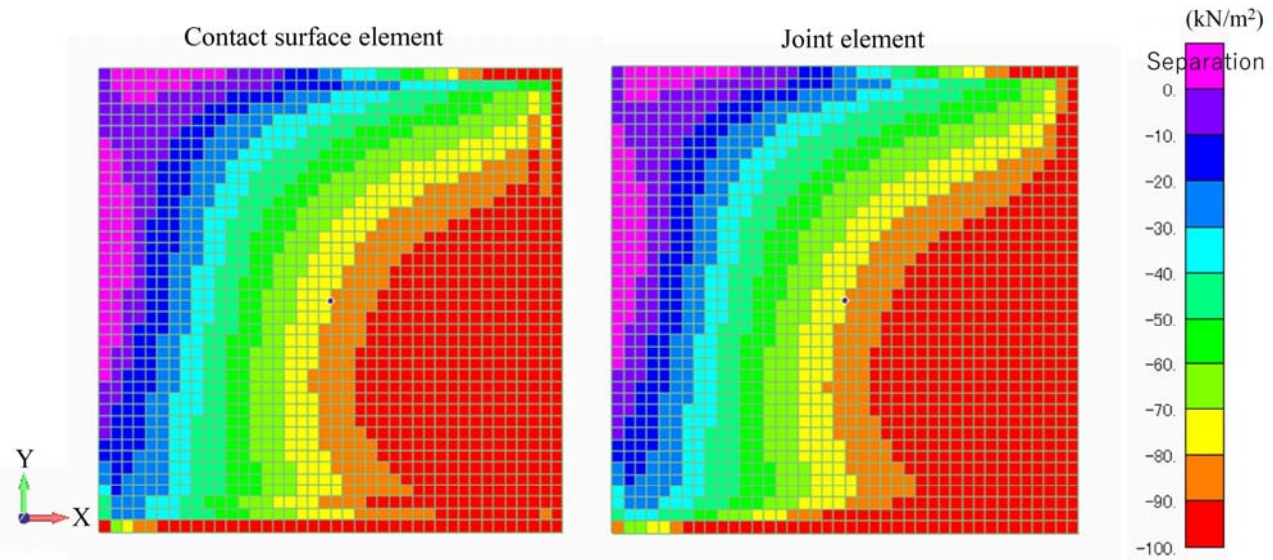 Contact surface element
Joint element
(kN/m²)
Separation
0.
-10.
-20.
-30.
-40.
-50.
-60.
-70.
-80.
-90.
-100.
Y
X